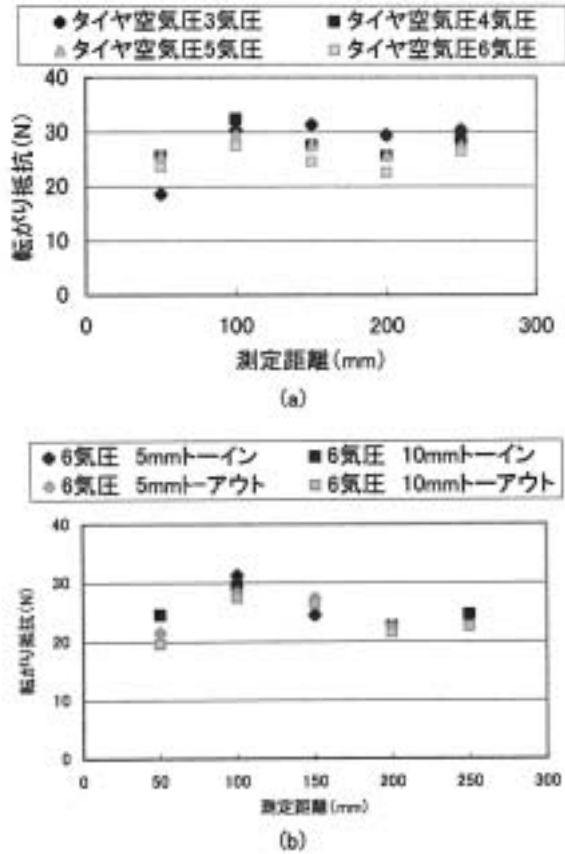 ●タイヤ空気圧3気圧 ■タイヤ空気圧4気圧
▲タイヤ空気圧5気圧 □タイヤ空気圧6気圧
40
30
20
10
0
転がり抵抗(N)
0 100 200 300
測定距離(mm)
(a)
◆6気圧 5mmトーイン ■6気圧 10mmトーイン
●6気圧 5mmトーアウト ■6気圧 10mmトーアウト
40
30
20
10
0
転がり抵抗(N)
0 50 100 150 200 250 300
測定距離(mm)
(b)